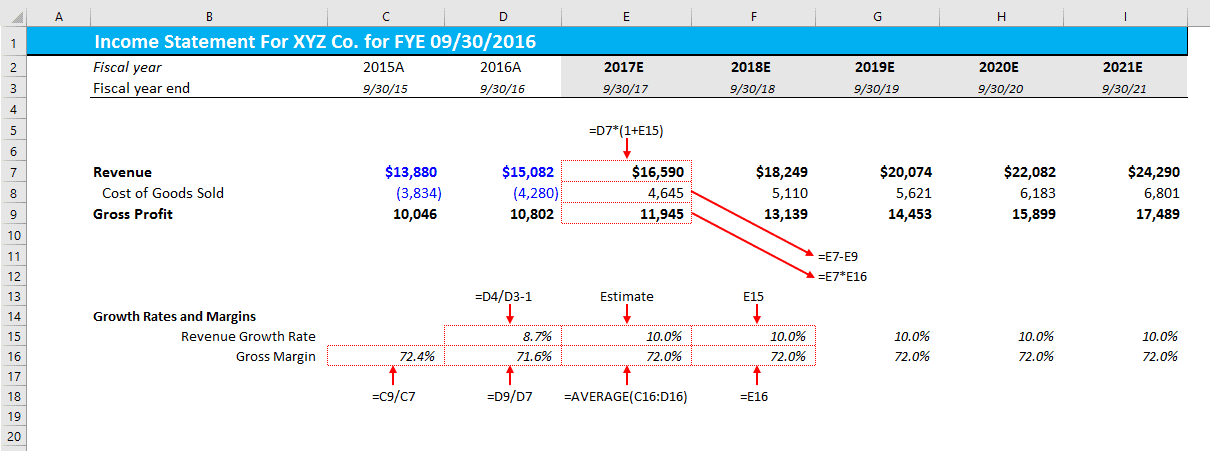 A B C D E F G H I
1 Income Statement For XYZ Co. for FYE 09/30/2016
2 Fiscal year 2015A 2016A 2017E 2018E 2019E 2020E 2021E
3 Fiscal year end 9/30/15 9/30/16 9/30/17 9/30/18 9/30/19 9/30/20 9/30/21
4
5 =D7*(1+E15)
6
7 Revenue $13,880 $15,082 $16,590 $18,249 $20,074 $22,082 $24,290
8 Cost of Goods Sold (3,834) (4,280) 4,645 5,110 5,621 6,183 6,801
9 Gross Profit 10,046 10,802 11,945 13,139 14,453 15,899 17,489
10
11 =E7-E9
12 =E7*E16
13 =D4/D3-1 Estimate E15
14 Growth Rates and Margins
15 Revenue Growth Rate 8.7% 10.0% 10.0% 10.0% 10.0% 10.0%
16 Gross Margin 72.4% 71.6% 72.0% 72.0% 72.0% 72.0% 72.0%
17
18 =C9/C7 =D9/D7 =AVERAGE(C16:D16) =E16
19
20